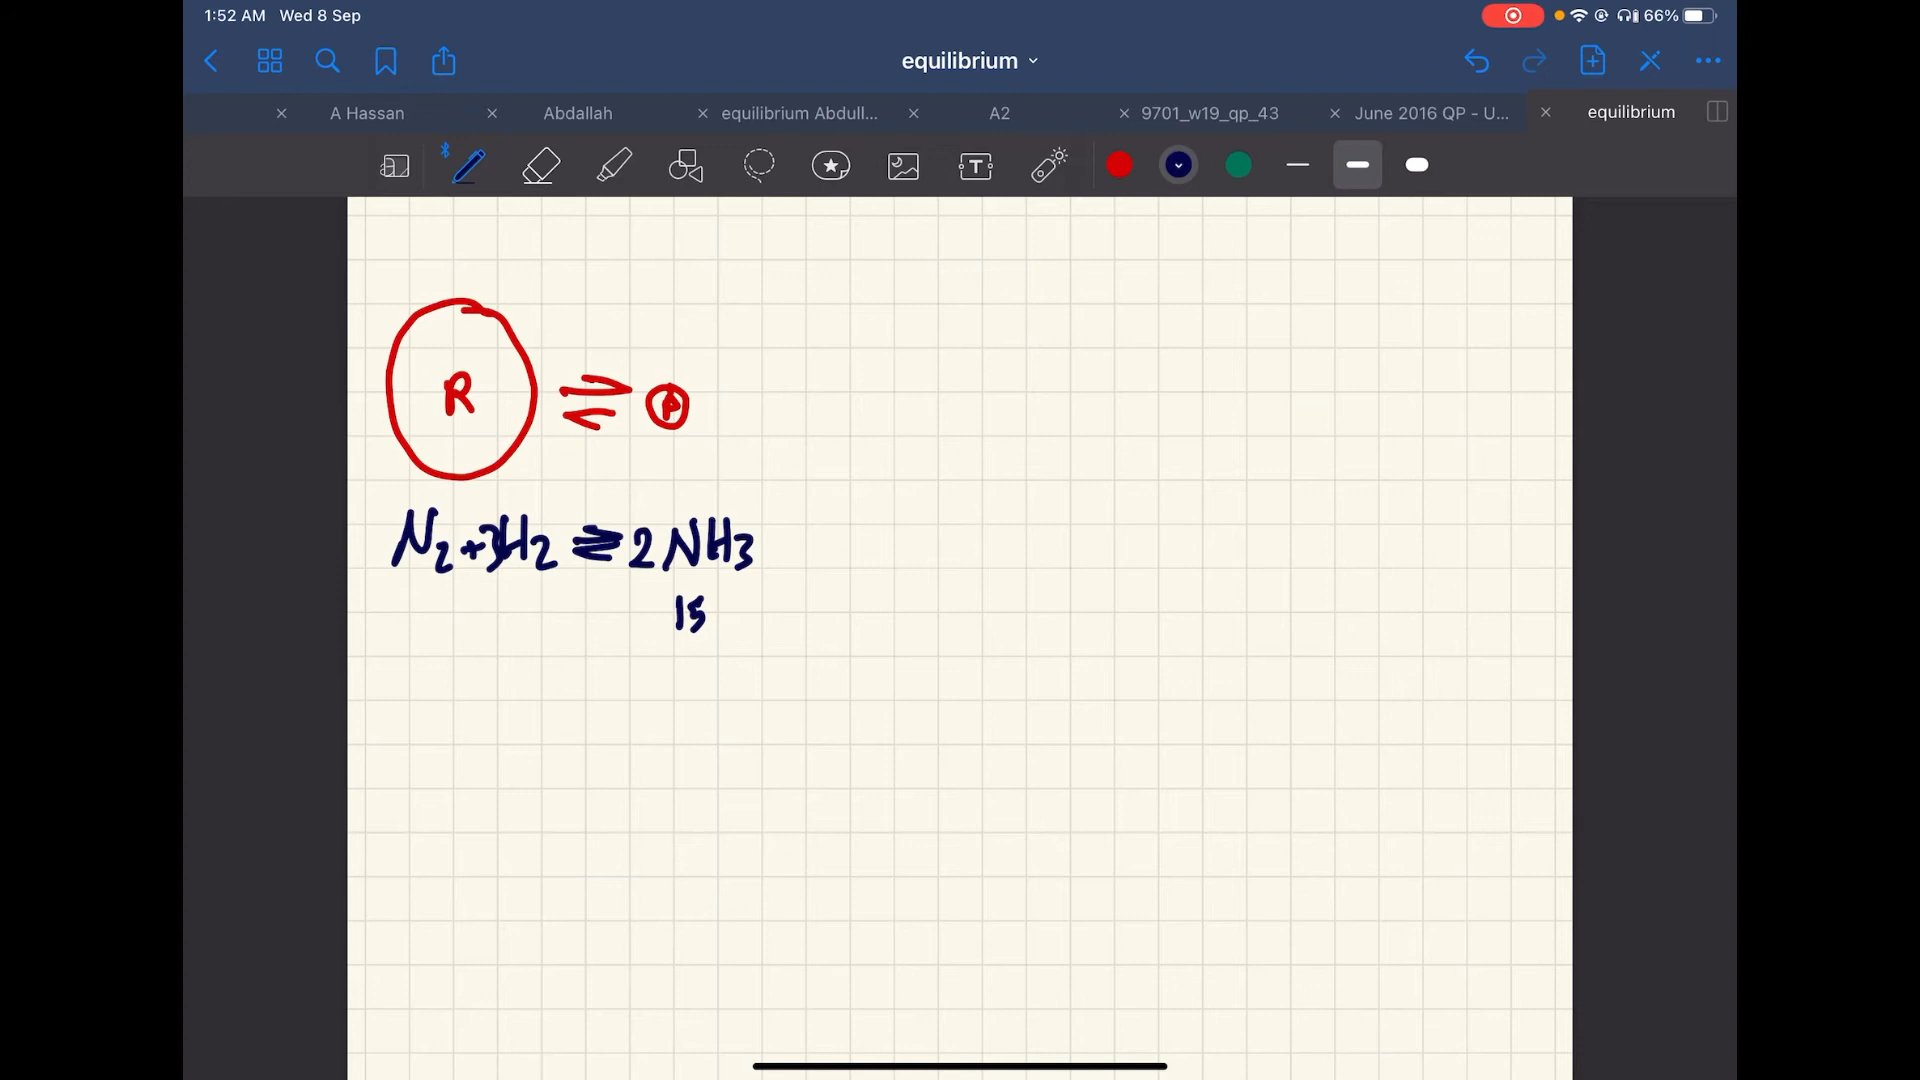 1:52 AM Wed 8 Sep 66%
equilibrium
A Hassan Abdallah equilibrium Abdull... A2 9701_w19_qp_43 June 2016 QP - U... equilibrium
R ⇌ P
N₂+3H₂ ⇌ 2NH₃
15